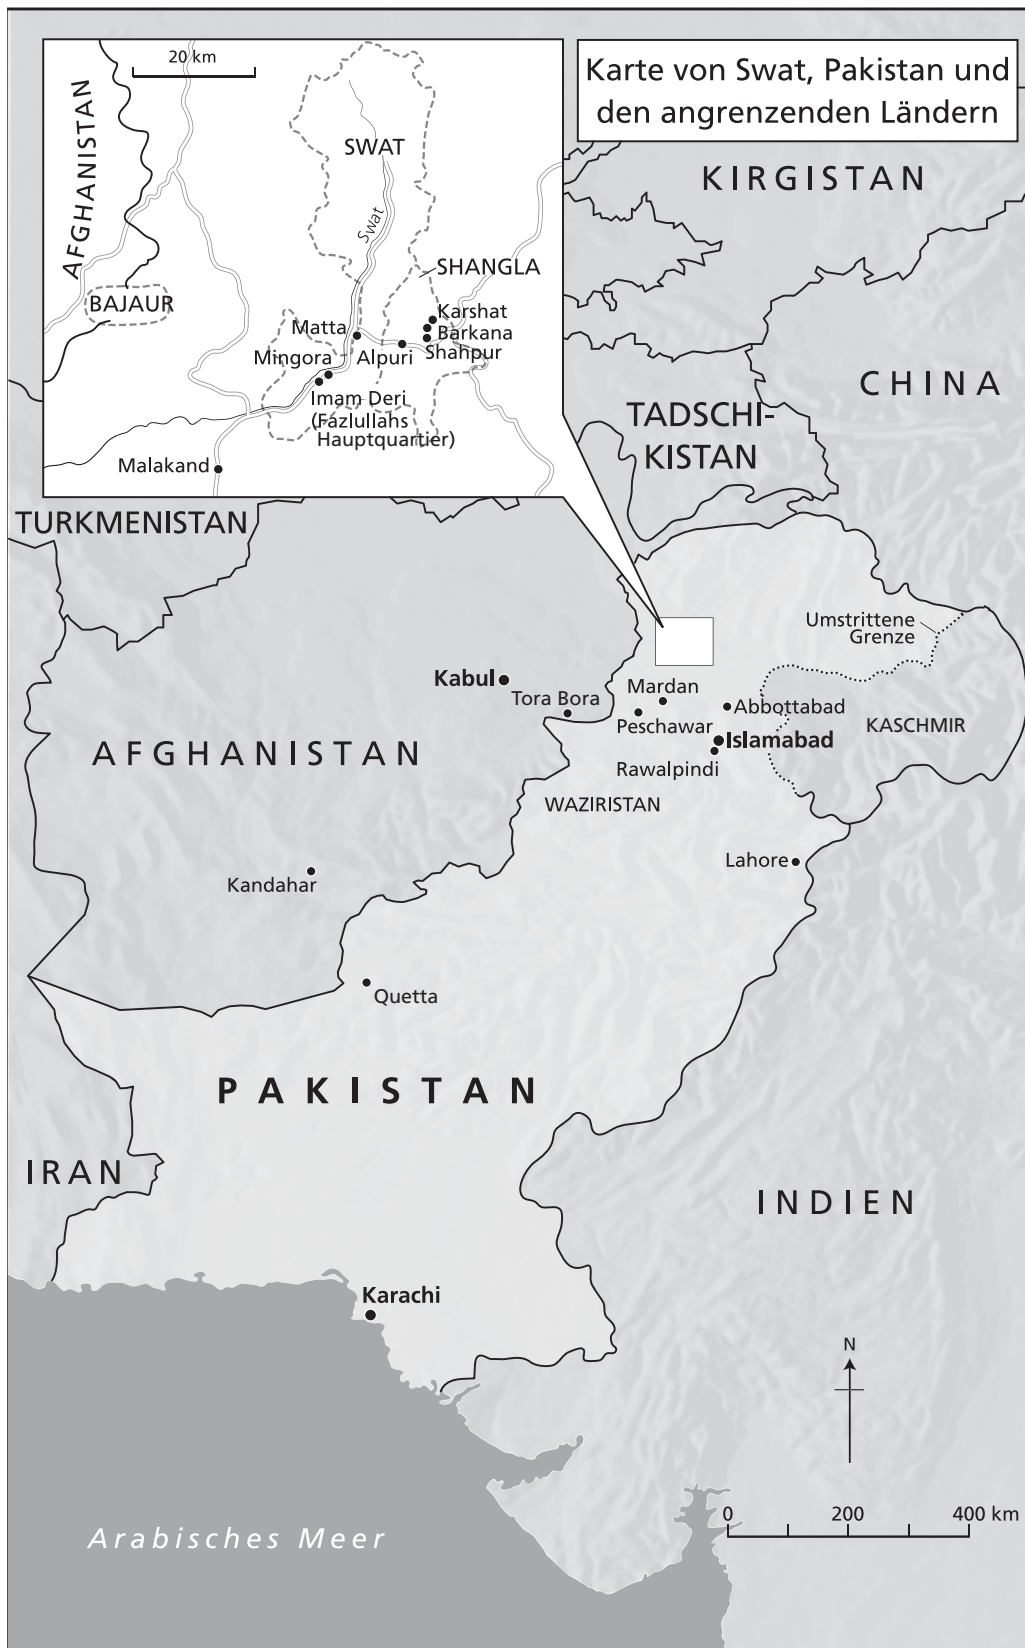 Karte von Swat, Pakistan und
den angrenzenden Ländern
20 km
AFGHANISTAN
SWAT
Swat
SHANGLA
BAJAUR
Karshat
Matta
Barkana
Mingora
Alpuri
Shahpur
Imam Deri
(Fazlullahs
Hauptquartier)
Malakand
KIRGISTAN
CHINA
TADSCHI-
KISTAN
TURKMENISTAN
Umstrittene
Grenze
Kabul
Tora Bora
Mardan
Abbottabad
Peschawar
KASCHMIR
Islamabad
AFGHANISTAN
Rawalpindi
WAZIRISTAN
Lahore
Kandahar
Quetta
PAKISTAN
IRAN
INDIEN
Karachi
N
0 200 400 km
Arabisches Meer